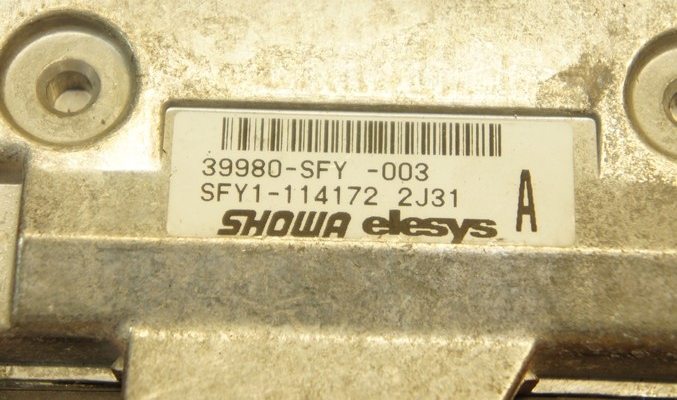 39980-SFY -003
SFY1-114172 2J31
A
SHOWA elesys